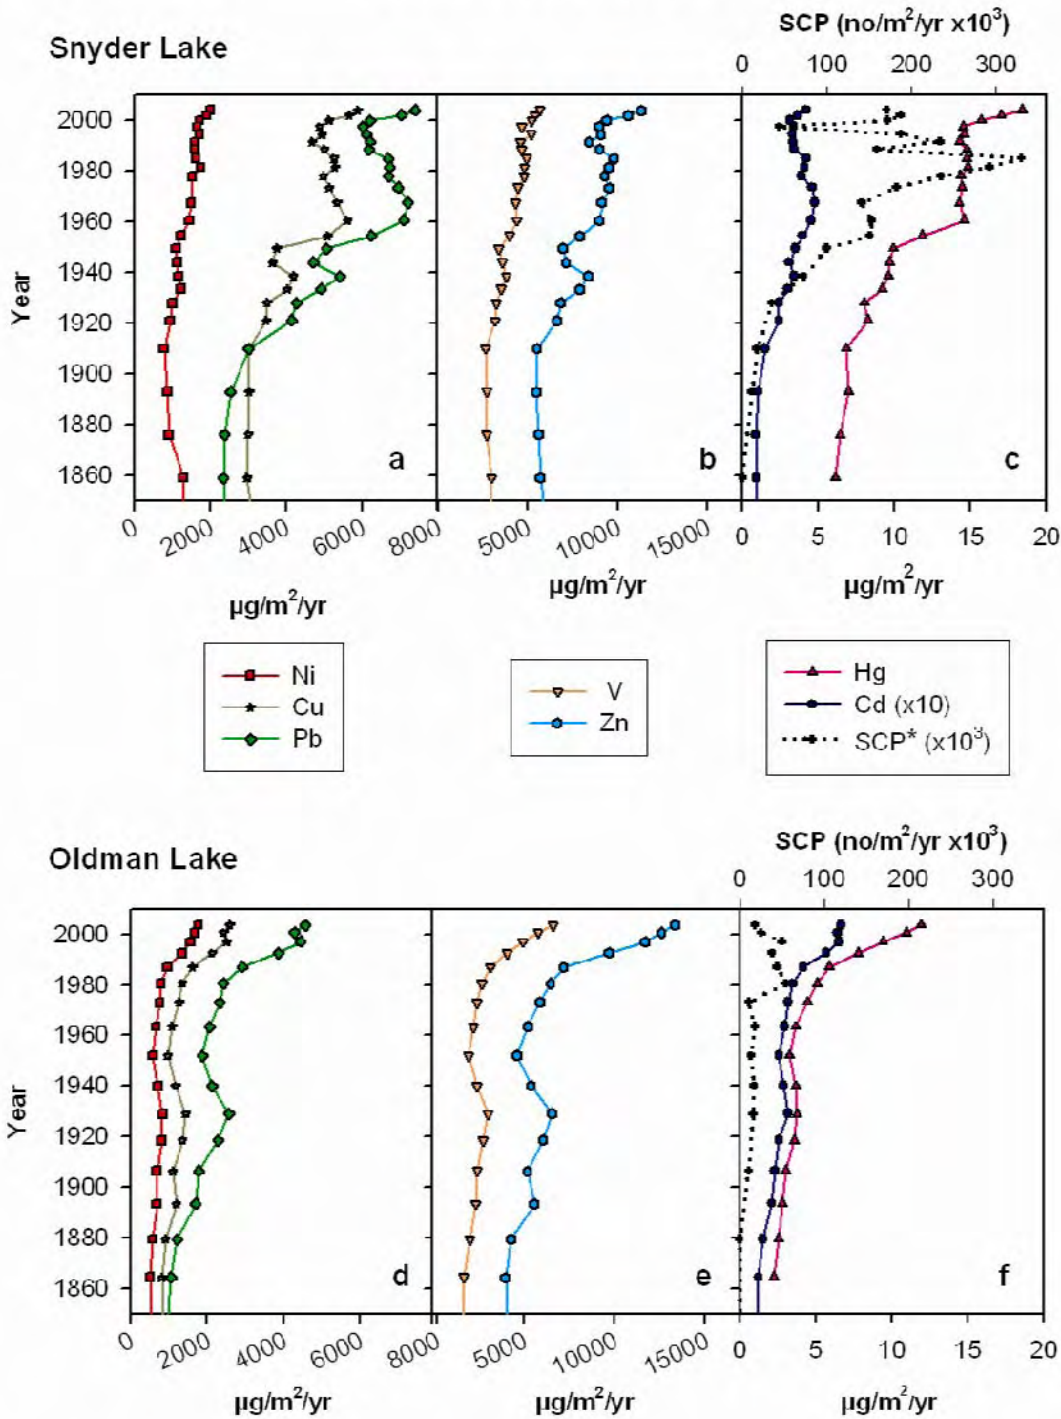 SCP (no/m²/yr x10³)
Snyder Lake
0 100 200 300
2000
1980
1960
1940
1920
1900
1880
1860
Year
a b c
0 2000 4000 6000 8000 5000 10000 15000 0 5 10 15 20
µg/m²/yr µg/m²/yr µg/m²/yr
Ni
Cu
Pb
V
Zn
Hg
Cd (x10)
SCP* (x10³)
SCP (no/m²/yr x10³)
Oldman Lake
0 100 200 300
2000
1980
1960
1940
1920
1900
1880
1860
Year
d e f
0 2000 4000 6000 8000 5000 10000 15000 0 5 10 15 20
µg/m²/yr µg/m²/yr µg/m²/yr